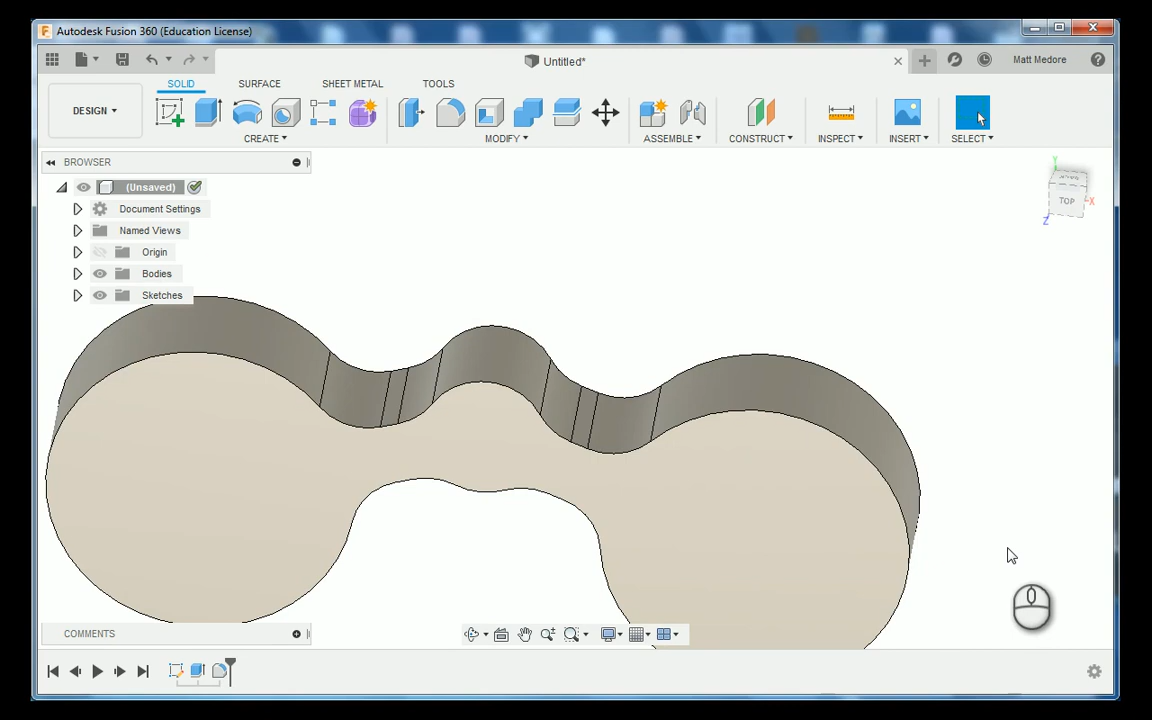 Autodesk Fusion 360 (Education License)
Untitled*
Matt Medore
SOLID SURFACE SHEET METAL TOOLS
DESIGN
CREATE MODIFY ASSEMBLE CONSTRUCT INSPECT INSERT SELECT
BROWSER
(Unsaved)
Document Settings
Named Views
Origin
Bodies
Sketches
Y
TOP
X
Z
COMMENTS